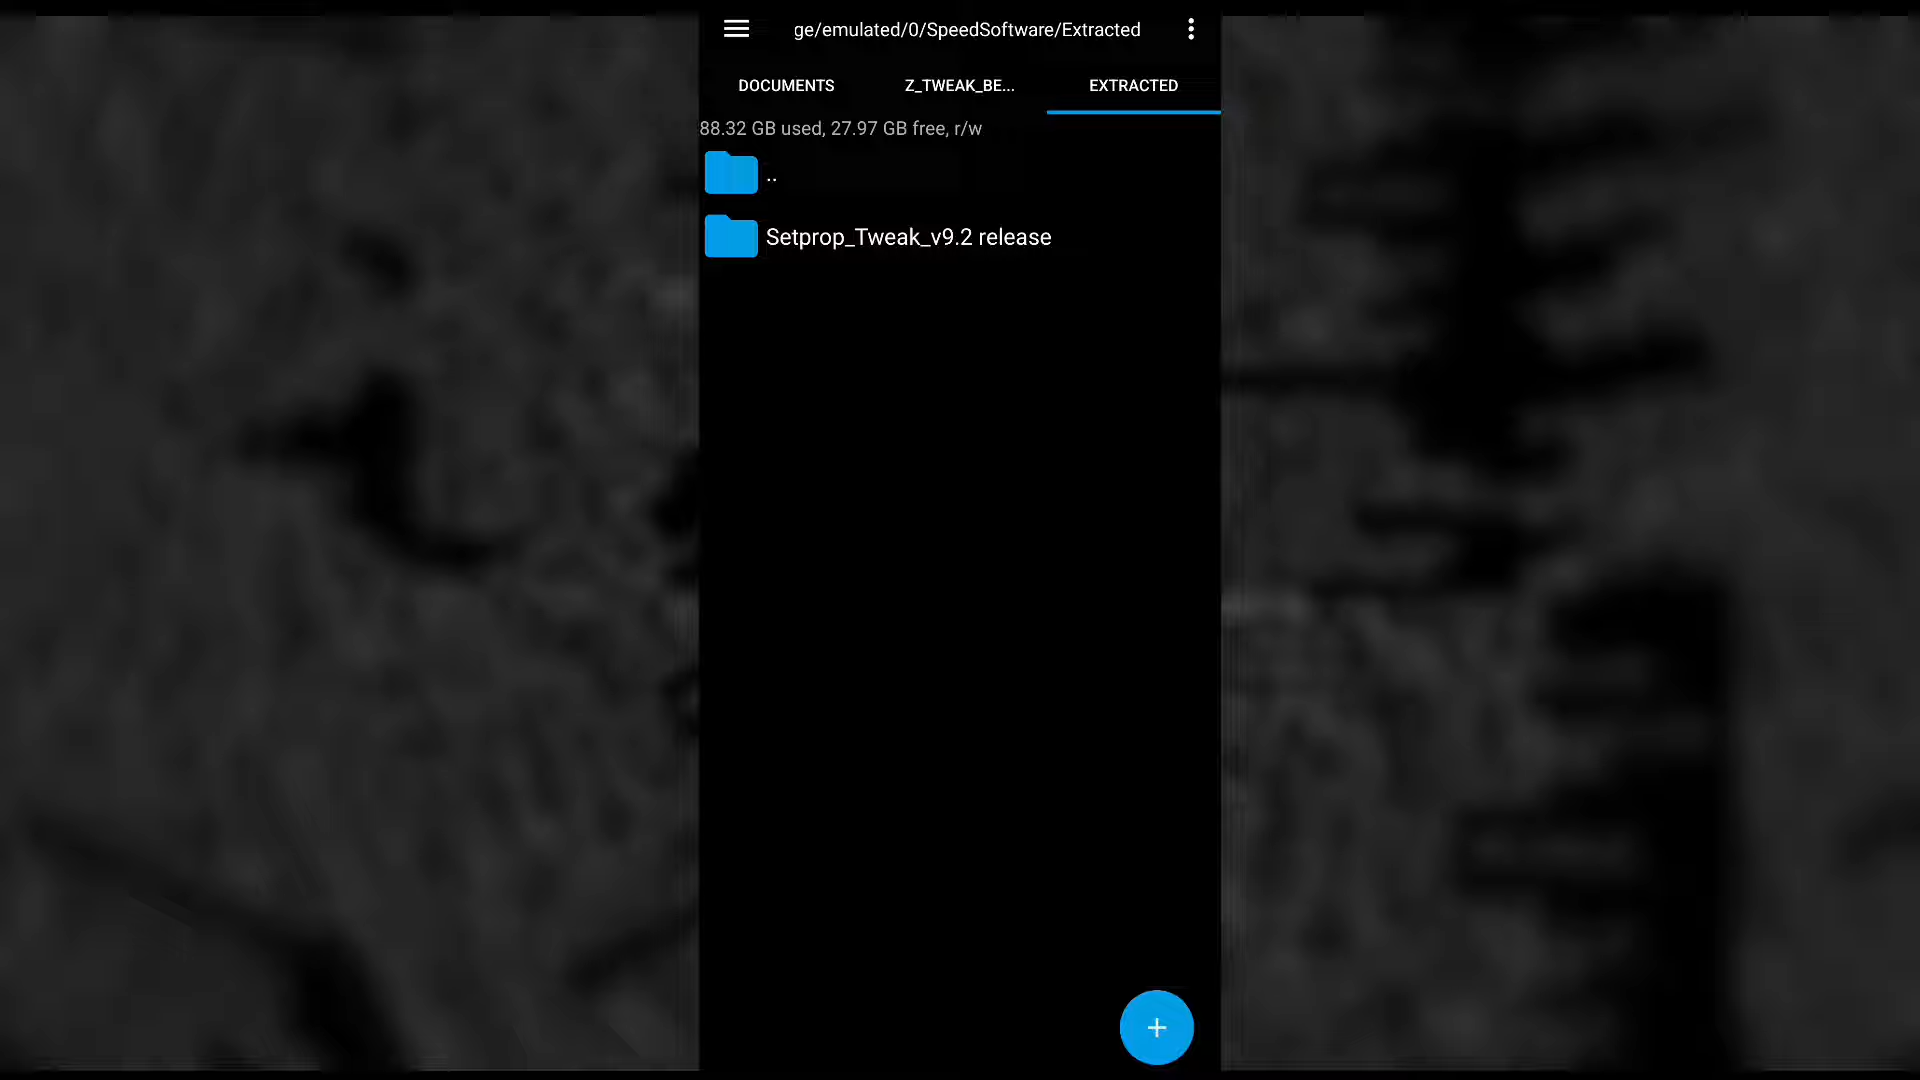 ge/emulated/0/SpeedSoftware/Extracted
DOCUMENTS
Z_TWEAK_BE...
EXTRACTED
88.32 GB used, 27.97 GB free, r/w
..
Setprop_Tweak_v9.2 release
+